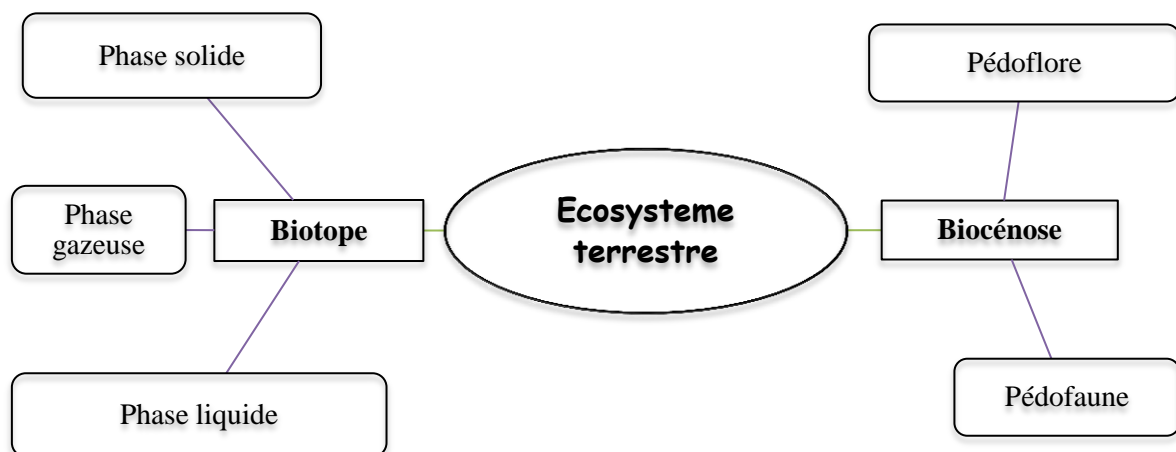 Phase solide
Pédoflore
Phase
gazeuse
Biotope
Ecosysteme
terrestre
Biocénose
Phase liquide
Pédofaune